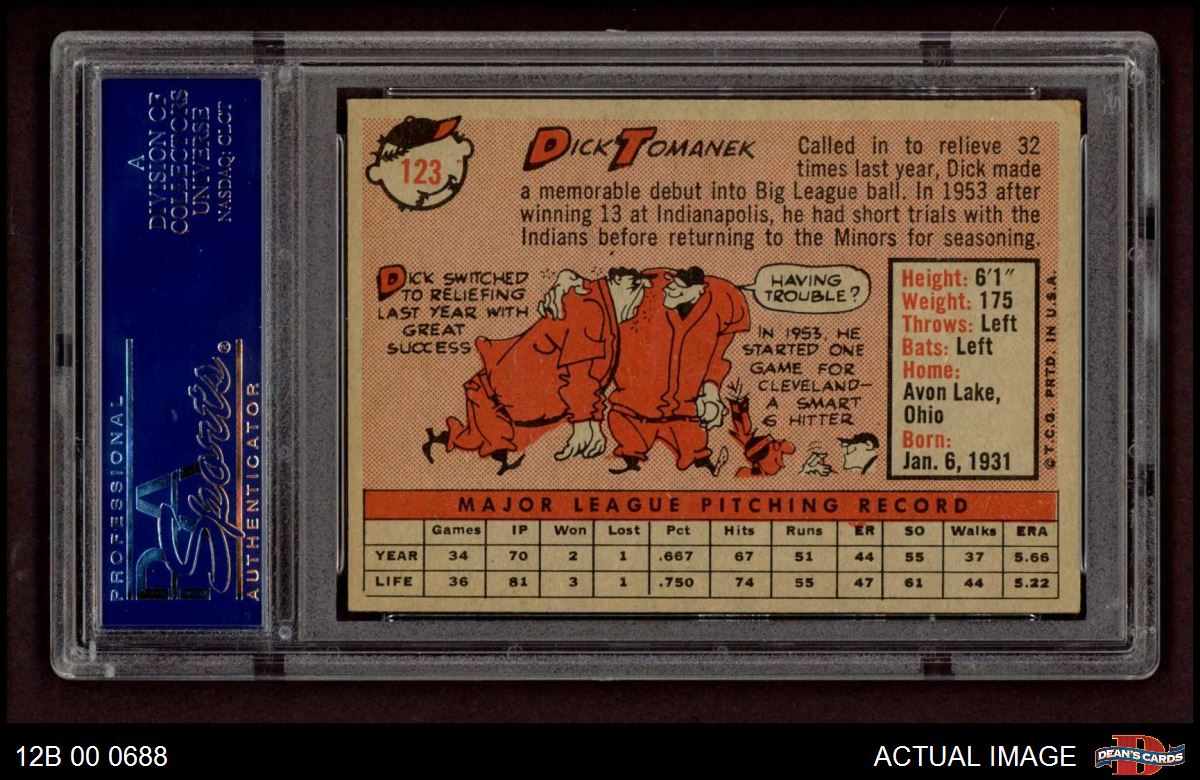 A
DIVISION OF
COLLECTORS
UNIVERSE
NASDAQ: CLCT
PROFESSIONAL
PSA
Sports®
AUTHENTICATOR
123
DICK TOMANEK
Called in to relieve 32
times last year, Dick made
a memorable debut into Big League ball. In 1953 after
winning 13 at Indianapolis, he had short trials with the
Indians before returning to the Minors for seasoning.
DICK SWITCHED
TO RELIEFING
LAST YEAR WITH
GREAT
SUCCESS
HAVING
TROUBLE?
IN 1953, HE
STARTED ONE
GAME FOR
CLEVELAND—
A SMART
6 HITTER
Height: 6'1"
Weight: 175
Throws: Left
Bats: Left
Home:
Avon Lake,
Ohio
Born:
Jan. 6, 1931
© T.C.G. PRTD. IN U.S.A.
MAJOR LEAGUE PITCHING RECORD
Games IP Won Lost Pct Hits Runs ER SO Walks ERA
YEAR 34 70 2 1 .667 67 51 44 55 37 5.66
LIFE 36 81 3 1 .750 74 55 47 61 44 5.22
12B 00 0688
ACTUAL IMAGE
D
DEAN'S CARDS